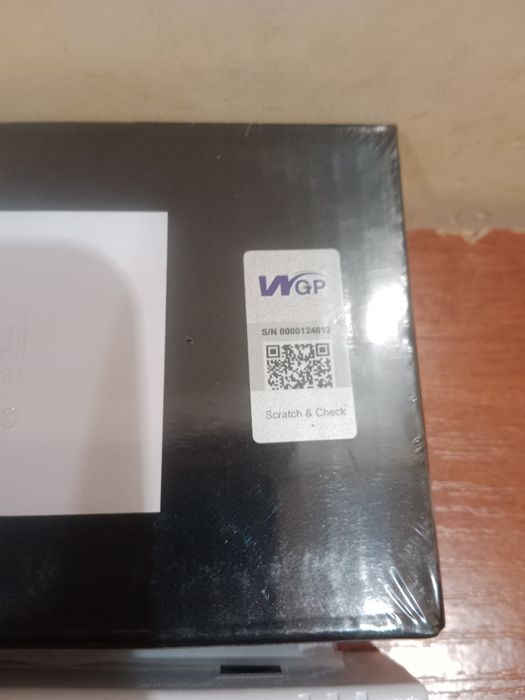 WGP
S/N 0000124013
Scratch & Check